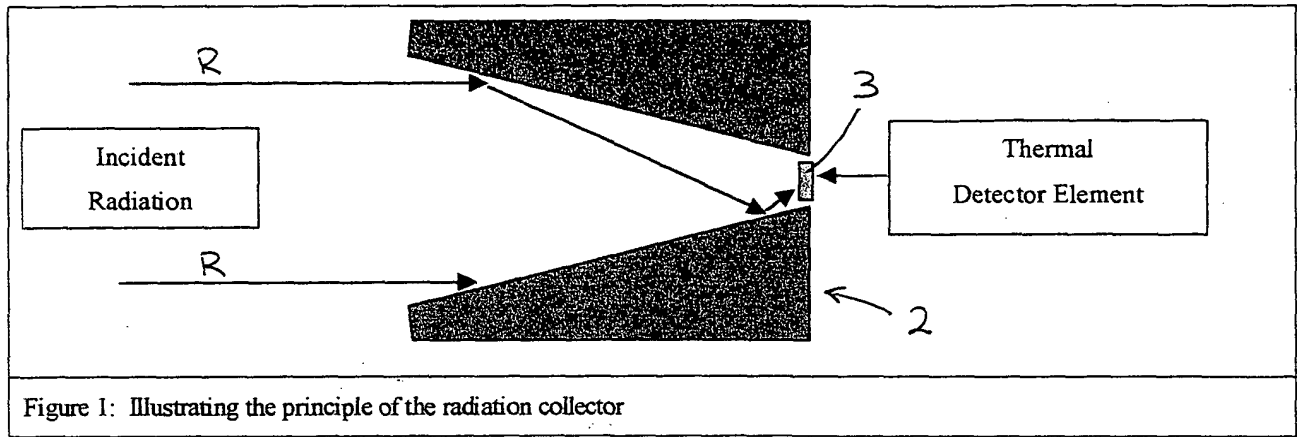 R
3
Incident
Radiation
Thermal
Detector Element
R
2
Figure 1: Illustrating the principle of the radiation collector